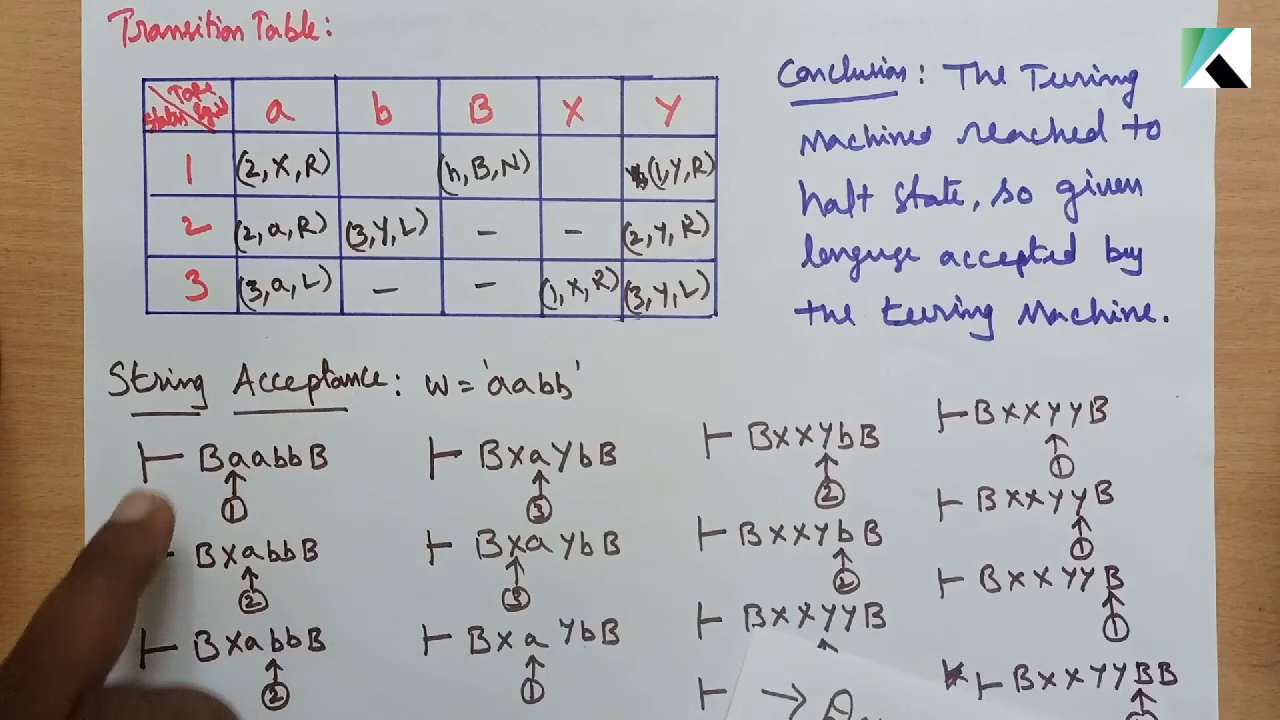 Transition Table:
Tape
States
a b B X Y
1 (2, X, R) (h, B, N) (1, Y, R)
2 (2, a, R) (3, Y, L) - - (2, Y, R)
3 (3, a, L) - - (1, X, R) (3, Y, L)
Conclusion: The Turing
Machine reached to
halt state, so given
languge accepted by
the turing Machine.
String Acceptance: w = 'aabb'
⊢ BaabbB
1
⊢ BXabbB
2
⊢ BXabbB
2
⊢ BXaYbB
3
⊢ BXaYbB
3
⊢ BXaYbB
1
⊢ BXXYbB
2
⊢ BXXYbB
2
⊢ BXXYYB
⊢
→
⊢ BXXYYB
1
⊢ BXXYYB
1
⊢ BXXYYB
1
⊢ BXXYYBB